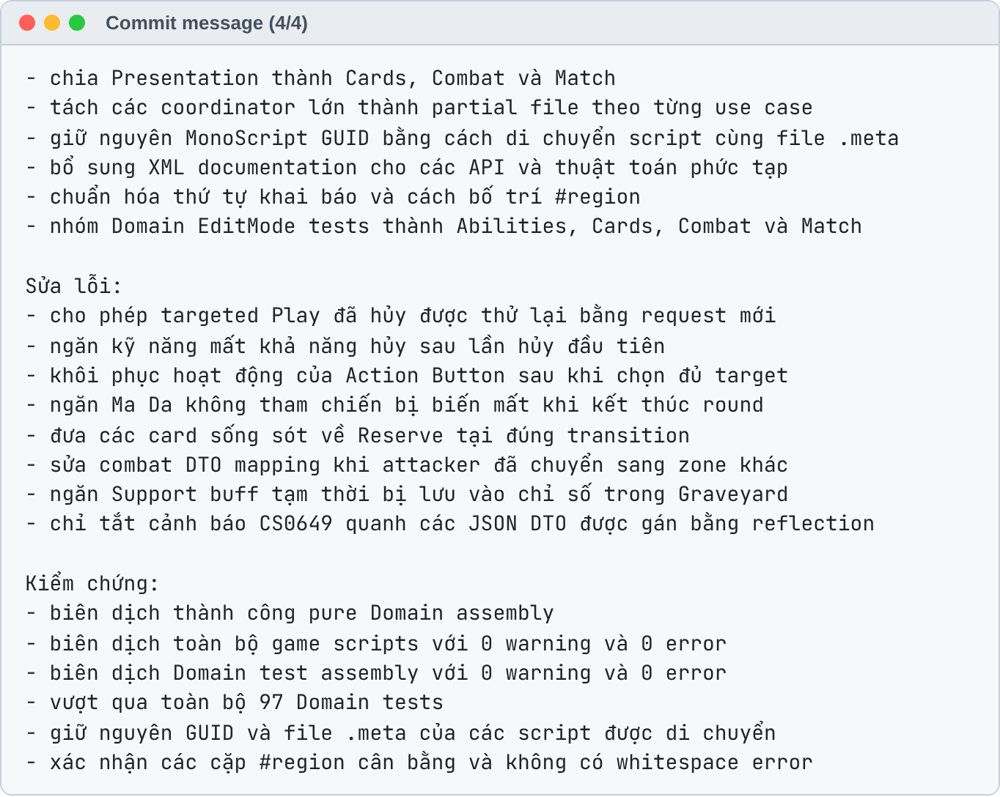 Commit message (4/4)
- chia Presentation thành Cards, Combat và Match
- tách các coordinator lớn thành partial file theo từng use case
- giữ nguyên MonoScript GUID bằng cách di chuyển script cùng file .meta
- bổ sung XML documentation cho các API và thuật toán phức tạp
- chuẩn hóa thứ tự khai báo và cách bố trí #region
- nhóm Domain EditMode tests thành Abilities, Cards, Combat và Match
Sửa lỗi:
- cho phép targeted Play đã hủy được thử lại bằng request mới
- ngăn kỹ năng mất khả năng hủy sau lần hủy đầu tiên
- khôi phục hoạt động của Action Button sau khi chọn đủ target
- ngăn Ma Da không tham chiến bị biến mất khi kết thúc round
- đưa các card sống sót về Reserve tại đúng transition
- sửa combat DTO mapping khi attacker đã chuyển sang zone khác
- ngăn Support buff tạm thời bị lưu vào chỉ số trong Graveyard
- chỉ tắt cảnh báo CS0649 quanh các JSON DTO được gán bằng reflection
Kiểm chứng:
- biên dịch thành công pure Domain assembly
- biên dịch toàn bộ game scripts với 0 warning và 0 error
- biên dịch Domain test assembly với 0 warning và 0 error
- vượt qua toàn bộ 97 Domain tests
- giữ nguyên GUID và file .meta của các script được di chuyển
- xác nhận các cặp #region cân bằng và không có whitespace error